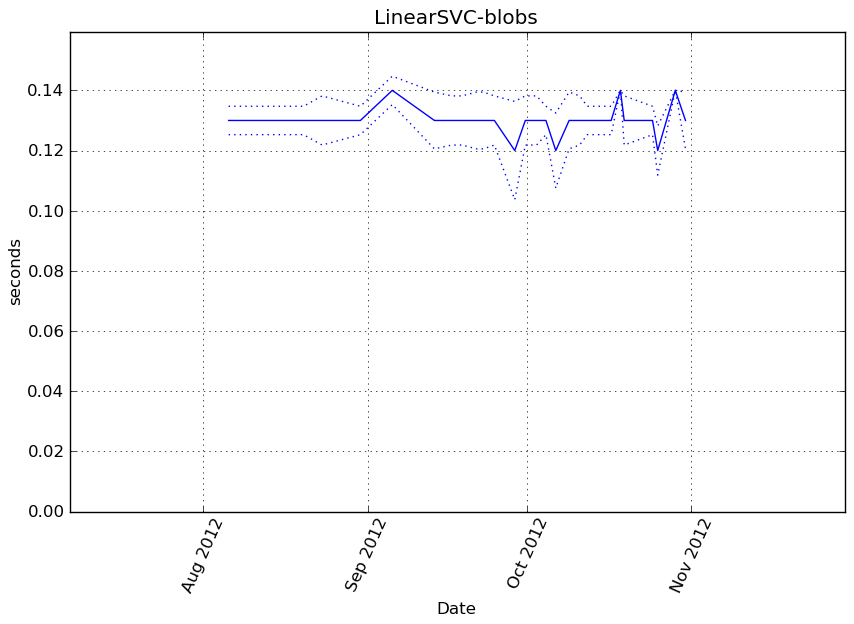 LinearSVC-blobs
0.14
0.12
0.10
0.08
0.06
0.04
0.02
0.00
seconds
Aug 2012
Sep 2012
Oct 2012
Nov 2012
Date